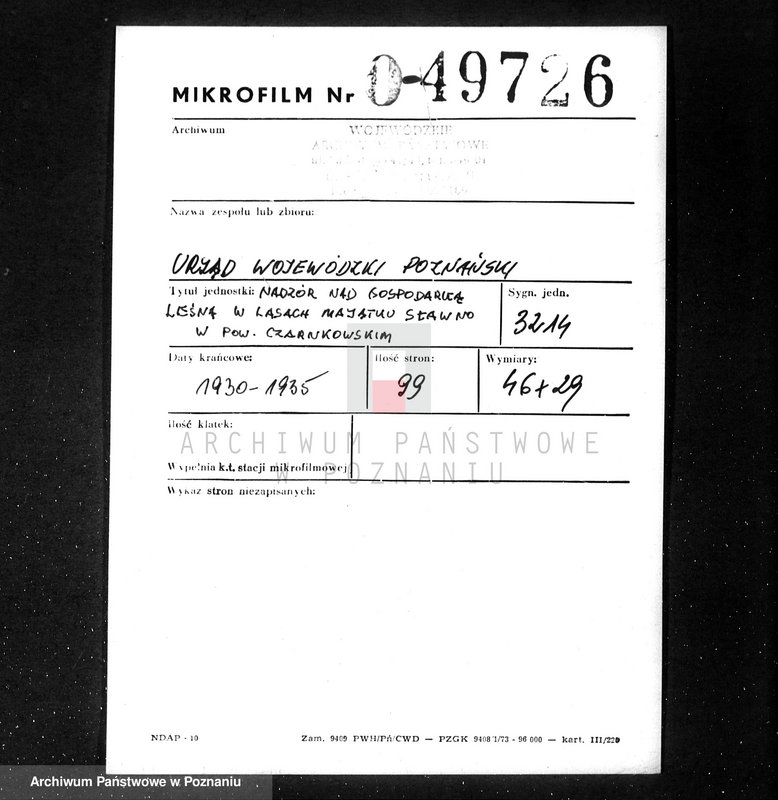 MIKROFILM Nr 0-49726
Archiwum
WOJEWÓDZKIE
Nazwa zespołu lub zbioru:
URZĄD WOJEWÓDZKI POZNAŃSKI
Tytuł jednostki: NADZÓR NAD GOSPODARKĄ
LEŚNĄ W LASACH MAJĄTKU SŁAWNO
W POW. CZARNKOWSKIM
Sygn. jedn.
3214
Daty krańcowe:
1930-1935
Ilość stron:
99
Wymiary:
46+29
Ilość klatek:
ARCHIWUM PAŃSTWOWE
W POZNANIU
Wypełnia k.t. stacji mikrofilmowej
Wykaz stron niezapisanych:
NDAP - 10
Zam. 9409 PWH/Pń/CWD — PZGK 9408/I/73 - 96 000 — kart. III/220
Archiwum Państwowe w Poznaniu